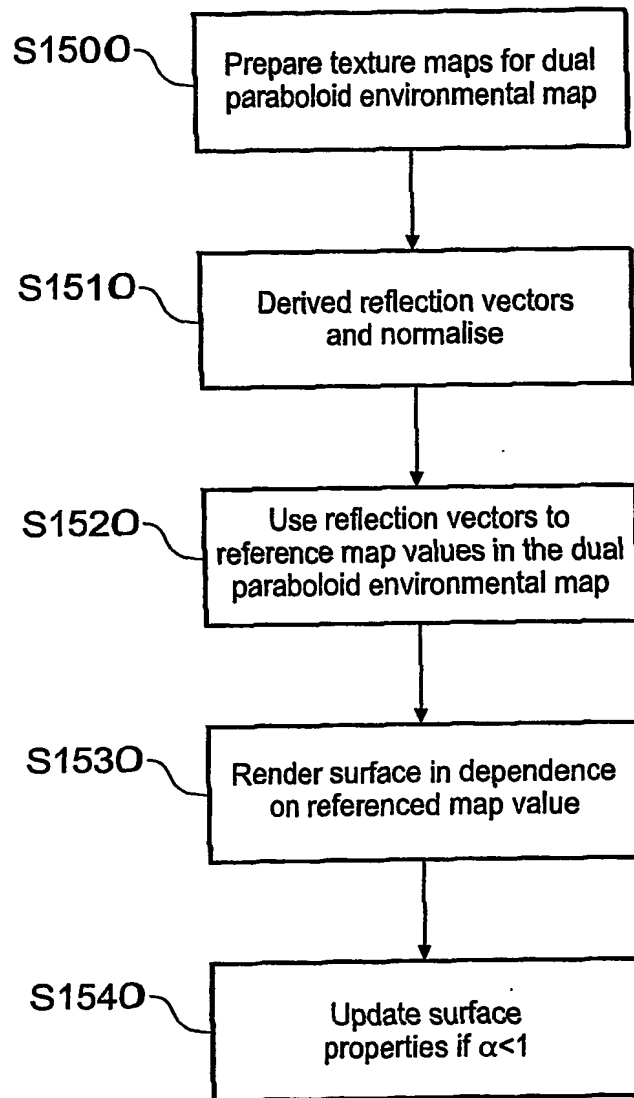 S1500
Prepare texture maps for dual
paraboloid environmental map
S1510
Derived reflection vectors
and normalise
S1520
Use reflection vectors to
reference map values in the dual
paraboloid environmental map
S1530
Render surface in dependence
on referenced map value
S1540
Update surface
properties if α<1